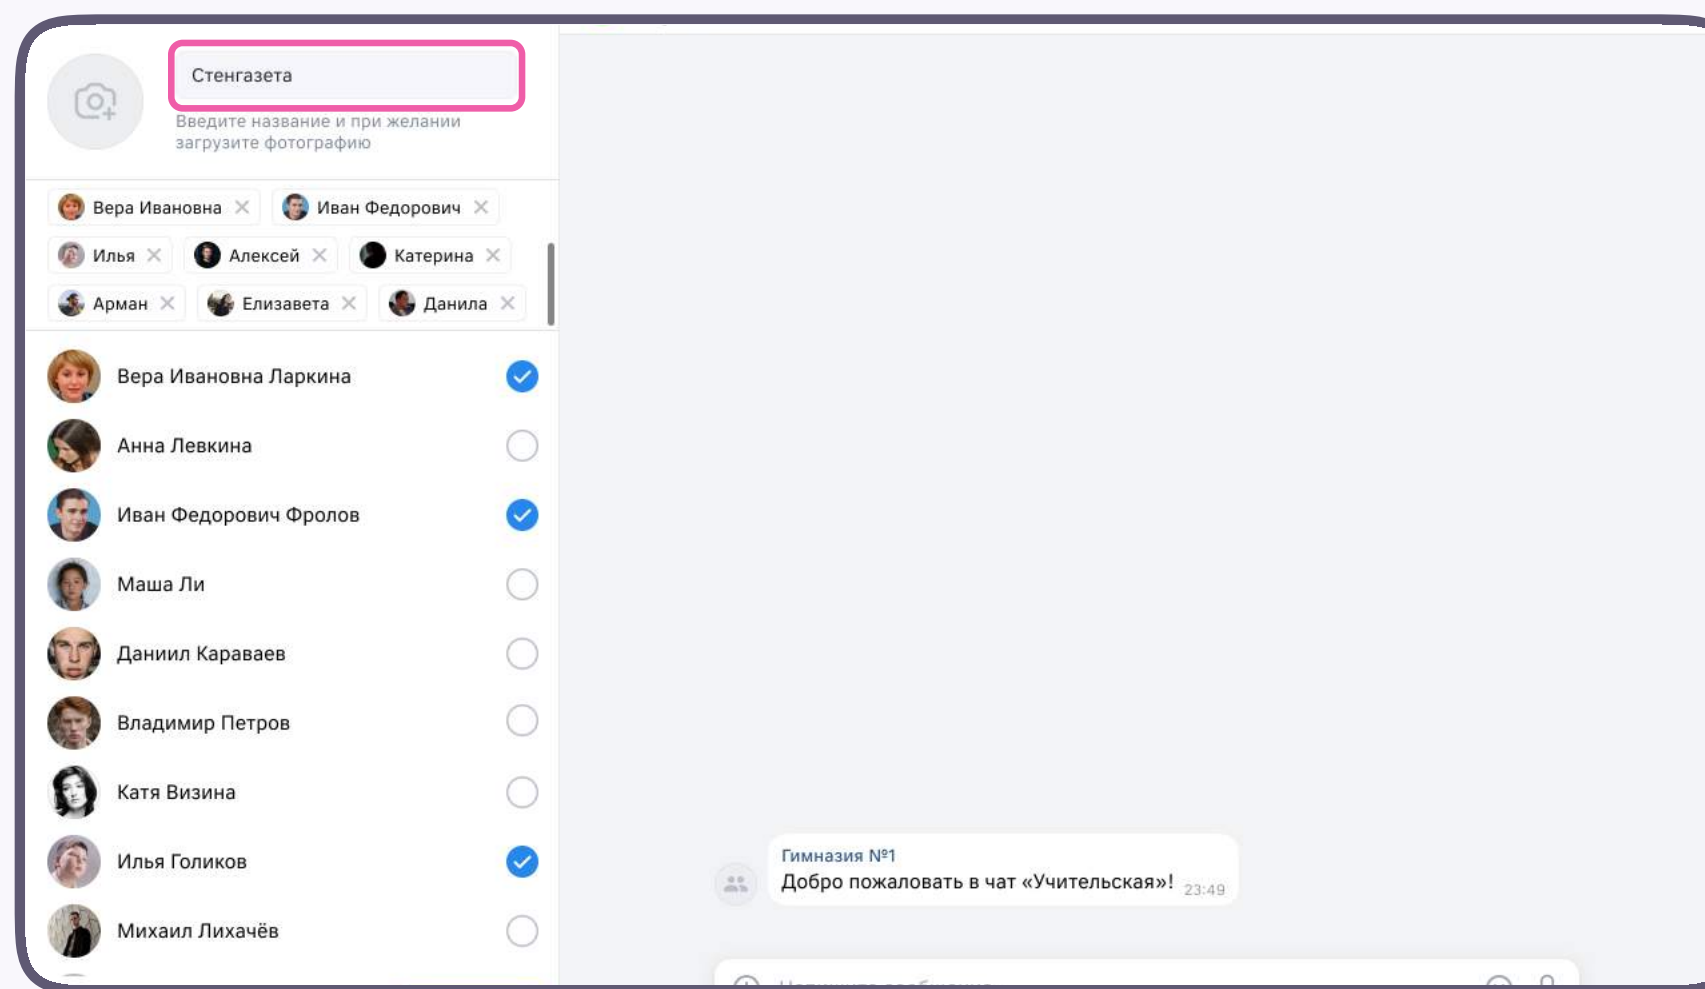 Стенгазета
Введите название и при желании
загрузите фотографию
Вера Ивановна Иван Федорович
Илья Алексей Катерина
Арман Елизавета Данила
Вера Ивановна Ларкина
Анна Левкина
Иван Федорович Фролов
Маша Ли
Даниил Караваев
Владимир Петров
Катя Визина
Илья Голиков
Михаил Лихачёв
Гимназия №1
Добро пожаловать в чат «Учительская»! 23:49